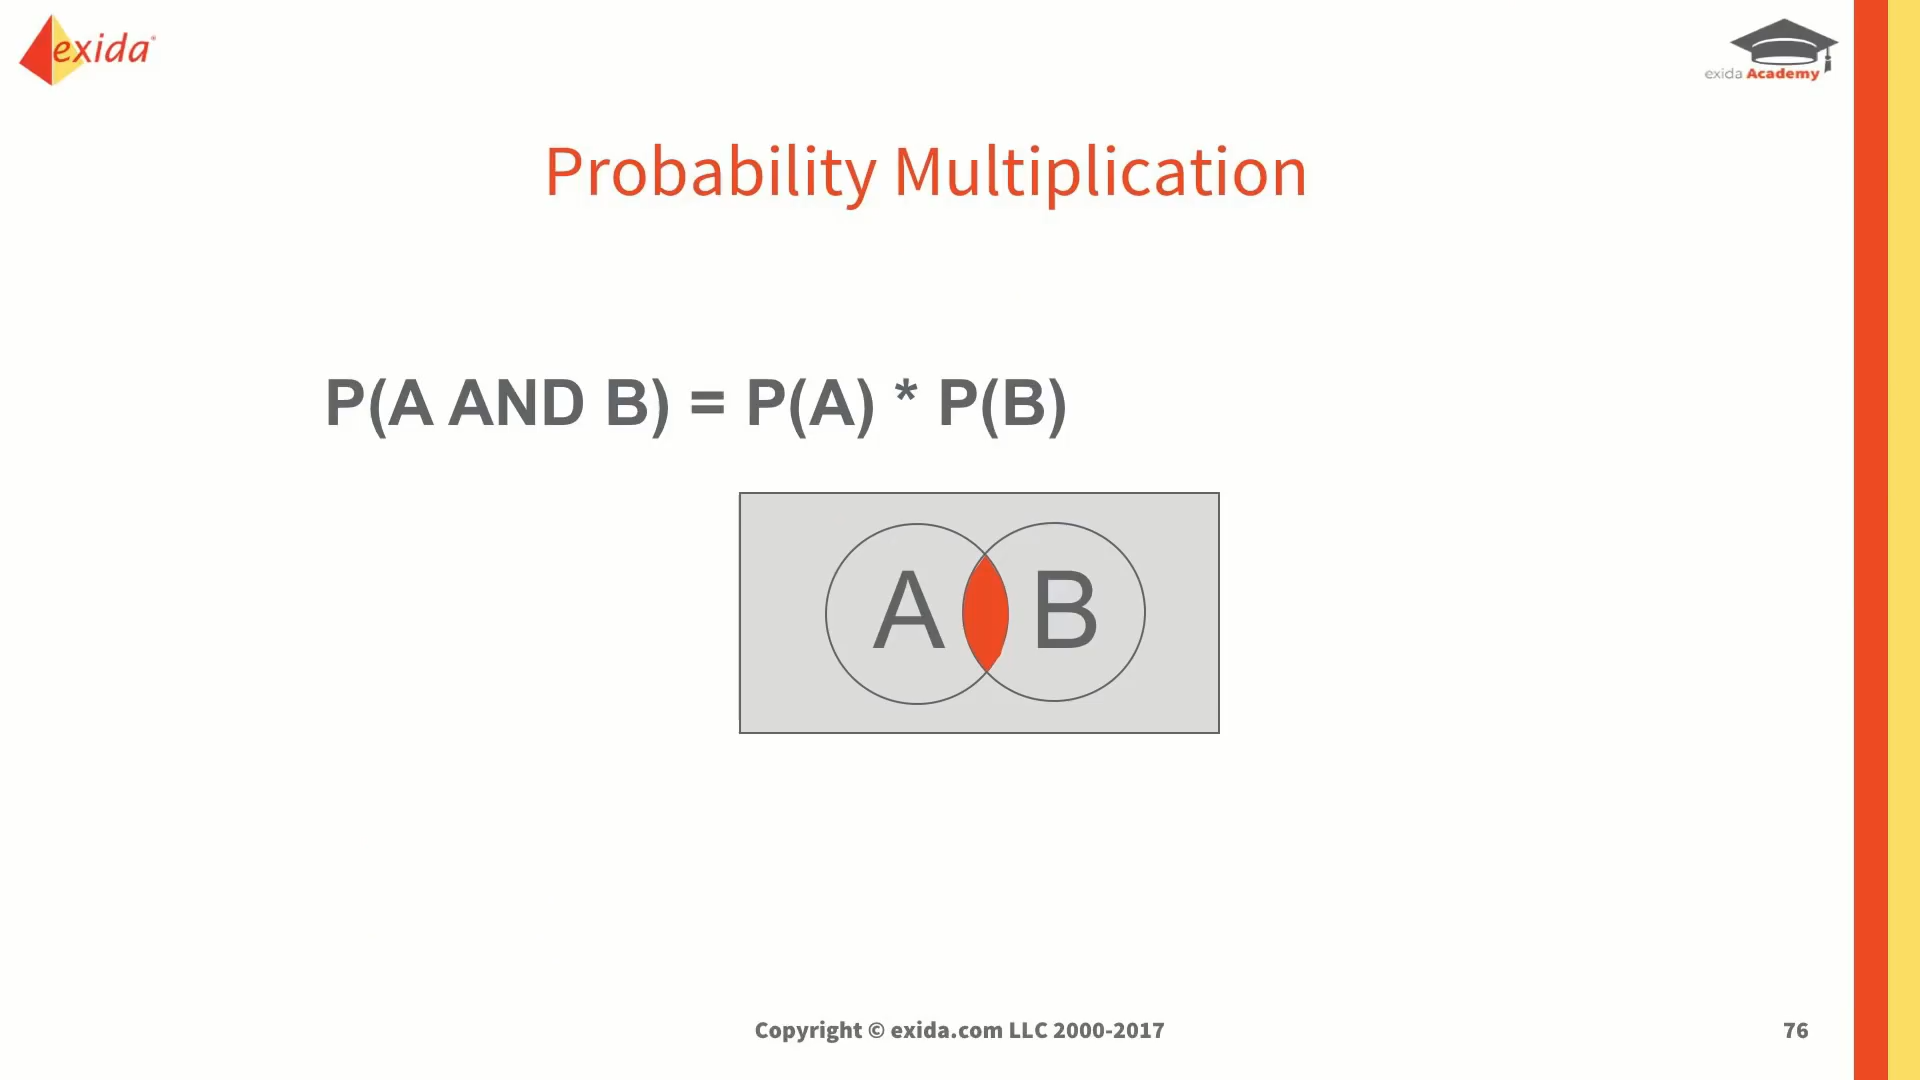 exida®
exida Academy
Probability Multiplication
P(A AND B) = P(A) * P(B)
A B
Copyright © exida.com LLC 2000-2017
76